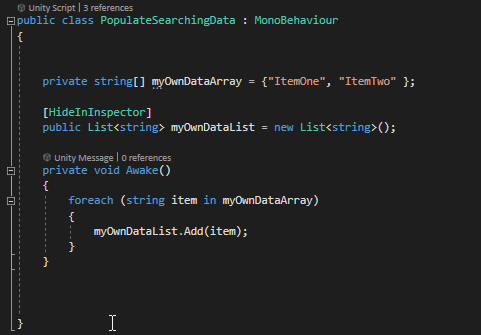 Unity Script | 3 references
public class PopulateSearchingData : MonoBehaviour
{
private string[] myOwnDataArray = {"ItemOne", "ItemTwo" };
[HideInInspector]
public List<string> myOwnDataList = new List<string>();
Unity Message | 0 references
private void Awake()
{
foreach (string item in myOwnDataArray)
{
myOwnDataList.Add(item);
}
}
}